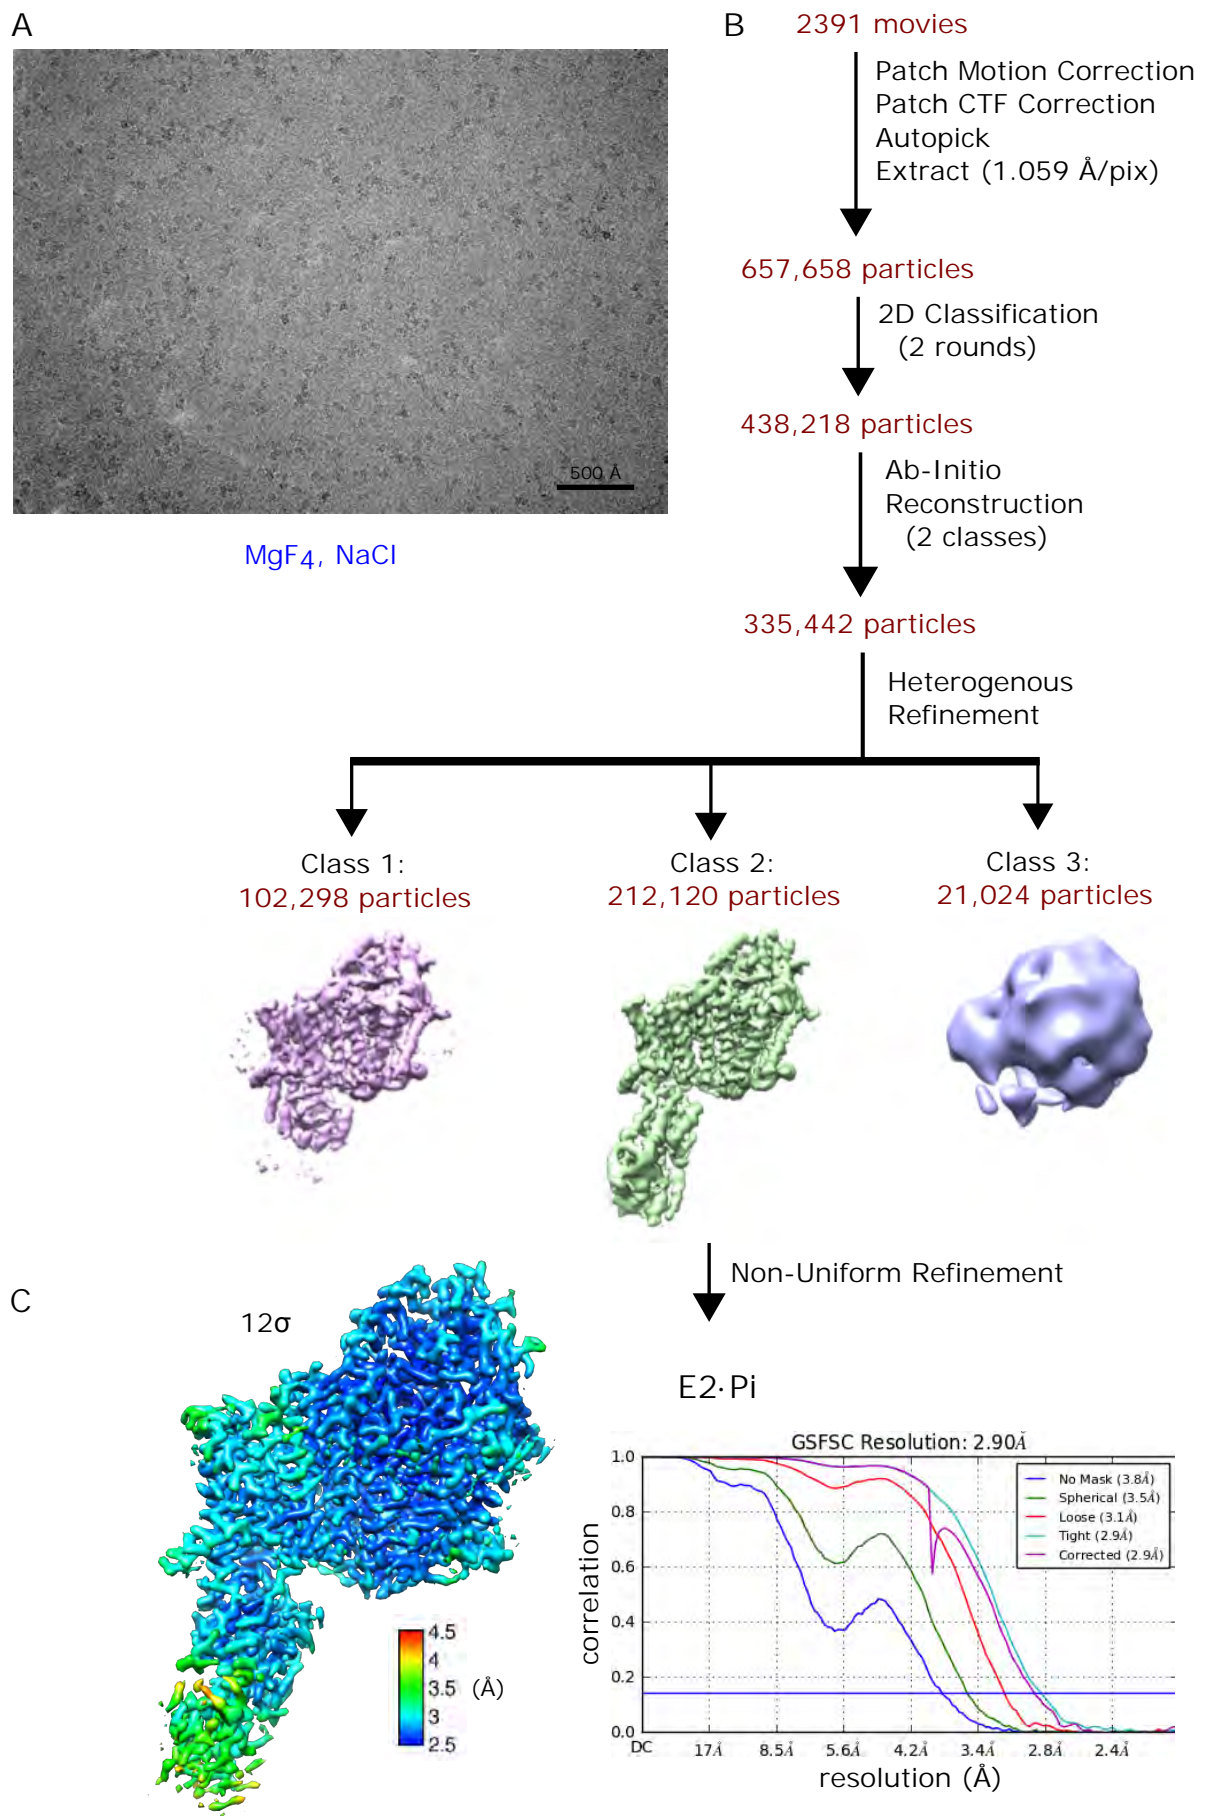 A
500 Å
MgF4, NaCl
B
2391 movies
Patch Motion Correction
Patch CTF Correction
Autopick
Extract (1.059 Å/pix)
657,658 particles
2D Classification
(2 rounds)
438,218 particles
Ab-Initio
Reconstruction
(2 classes)
335,442 particles
Heterogenous
Refinement
Class 1:
102,298 particles
Class 2:
212,120 particles
Class 3:
21,024 particles
Non-Uniform Refinement
E2·Pi
C
12σ
4.5
4
3.5
3
2.5
(Å)
GSFSC Resolution: 2.90Å
1.0
0.8
0.6
0.4
0.2
0.0
correlation
No Mask (3.8Å)
Spherical (3.5Å)
Loose (3.1Å)
Tight (2.9Å)
Corrected (2.9Å)
DC
17Å
8.5Å
5.6Å
4.2Å
3.4Å
2.8Å
2.4Å
resolution (Å)